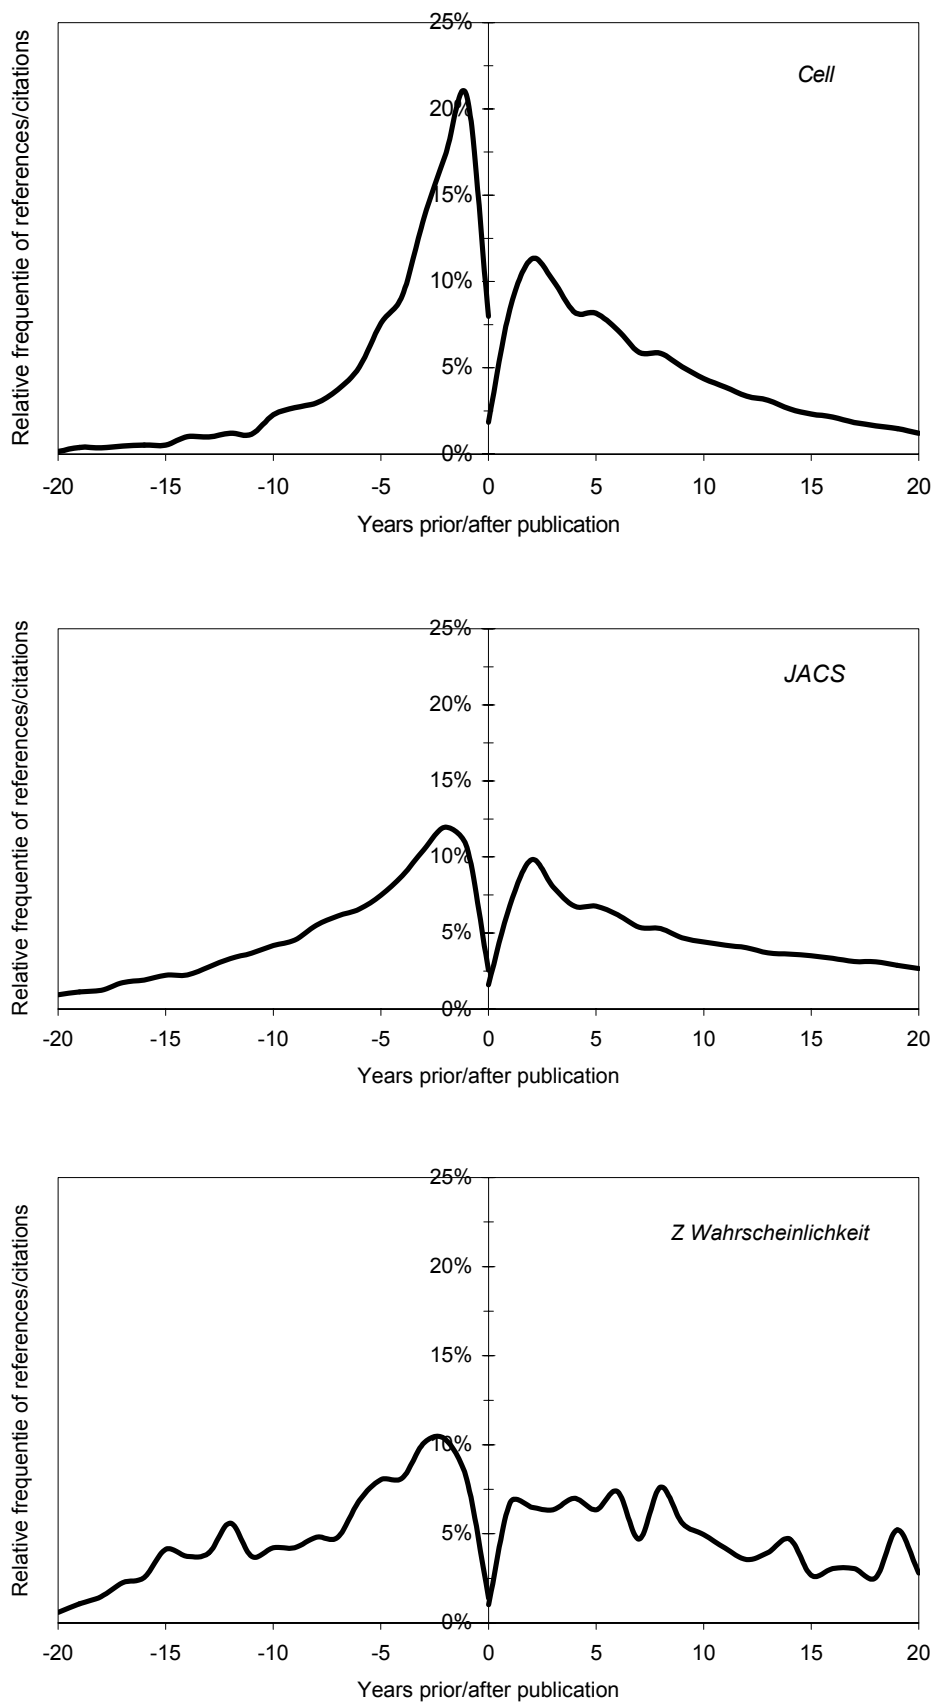 Relative frequentie of references/citations
25%
20%
15%
10%
5%
0%
Cell
-20 -15 -10 -5 0 5 10 15 20
Years prior/after publication
Relative frequentie of references/citations
25%
20%
15%
10%
5%
0%
JACS
-20 -15 -10 -5 0 5 10 15 20
Years prior/after publication
Relative frequentie of references/citations
25%
20%
15%
10%
5%
0%
Z Wahrscheinlichkeit
-20 -15 -10 -5 0 5 10 15 20
Years prior/after publication